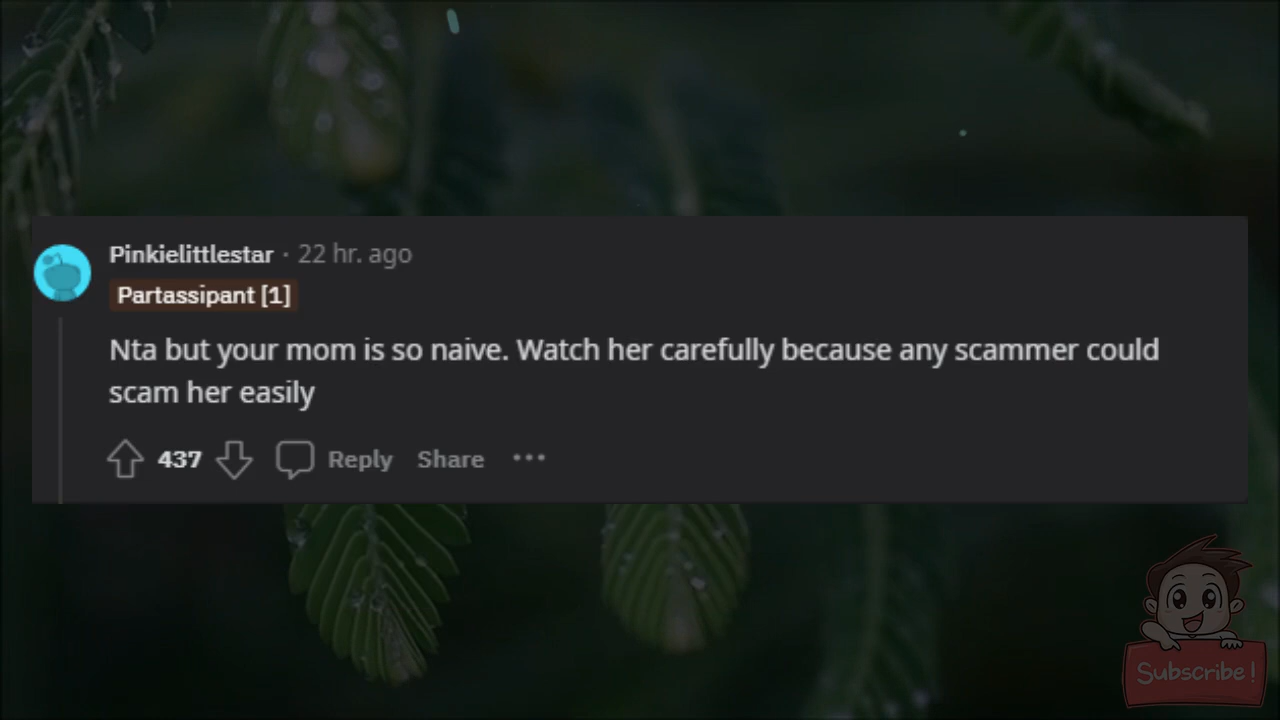 Pinkielittlestar · 22 hr. ago
Partassipant [1]
Nta but your mom is so naive. Watch her carefully because any scammer could
scam her easily
437 Reply Share ···
Subscribe!